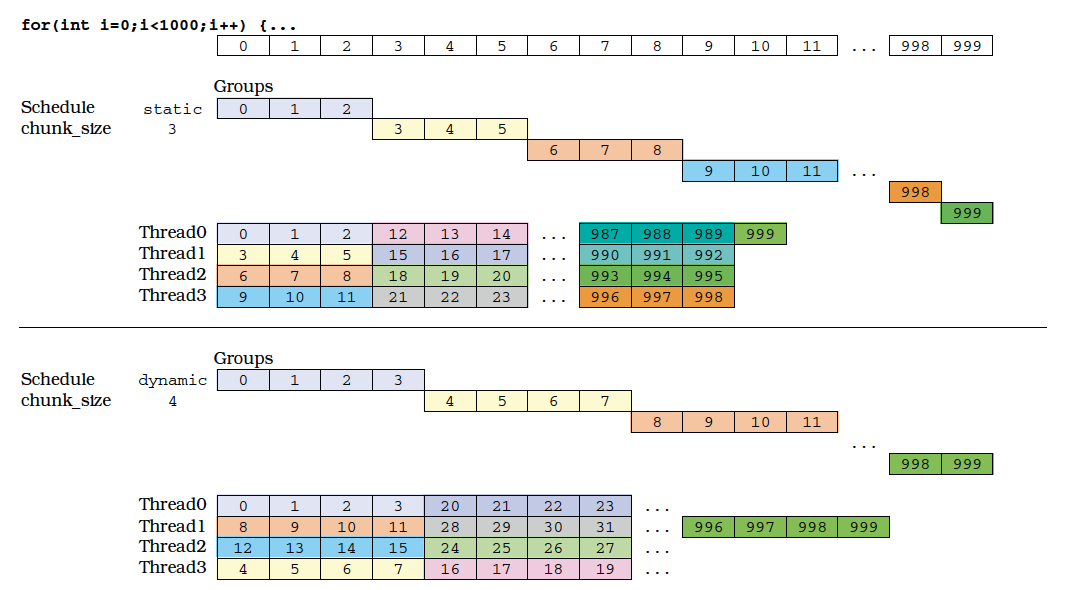 for(int i=0;i<1000;i++) {...
0 1 2 3 4 5 6 7 8 9 10 11 ... 998 999
Groups
Schedule static 0 1 2
chunk_size 3 3 4 5
6 7 8
9 10 11 ...
998
999
Thread0 0 1 2 12 13 14 ... 987 988 989 999
Thread1 3 4 5 15 16 17 ... 990 991 992
Thread2 6 7 8 18 19 20 ... 993 994 995
Thread3 9 10 11 21 22 23 ... 996 997 998
Groups
Schedule dynamic 0 1 2 3
chunk_size 4 4 5 6 7
8 9 10 11
...
998 999
Thread0 0 1 2 3 20 21 22 23 ...
Thread1 8 9 10 11 28 29 30 31 ... 996 997 998 999
Thread2 12 13 14 15 24 25 26 27 ...
Thread3 4 5 6 7 16 17 18 19 ...